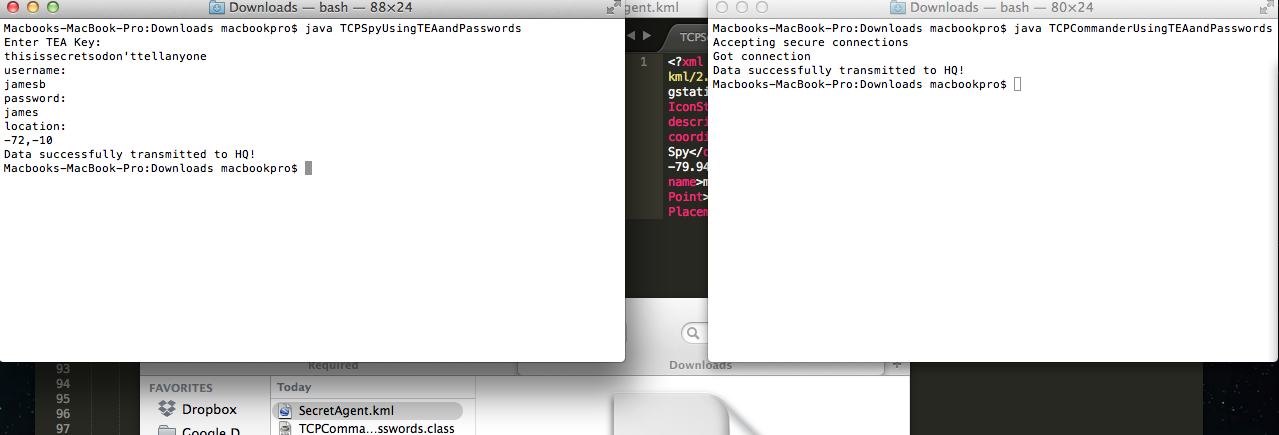 Downloads — bash — 88×24
Macbooks-MacBook-Pro:Downloads macbookpro$ java TCPSpyUsingTEAandPasswords
Enter TEA Key:
thisissecretsodon'ttellanyone
username:
jamesb
password:
james
location:
-72,-10
Data successfully transmitted to HQ!
Macbooks-MacBook-Pro:Downloads macbookpro$
gent.kml
TCPS
1 <?xml
kml/2.
gstati
IconSt
descri
coordi
Spy</
-79.94
name>m
Point>
Placem
Downloads — bash — 80×24
Macbooks-MacBook-Pro:Downloads macbookpro$ java TCPCommanderUsingTEAandPasswords
Accepting secure connections
Got connection
Data successfully transmitted to HQ!
Macbooks-MacBook-Pro:Downloads macbookpro$
93
94
95
96
97
Required
Downloads
FAVORITES
Dropbox
Google D
Today
SecretAgent.kml
TCPComma...sswords.class